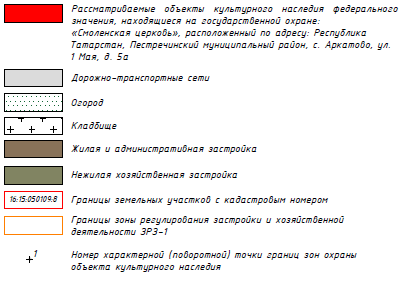 Рассматриваемые объекты культурного наследия федерального
значения, находящиеся на государственной охране:
«Смоленская церковь», расположенный по адресу: Республика
Татарстан, Пестречинский муниципальный район, с. Аркатово, ул.
1 Мая, д. 5а
Дорожно-транспортные сети
Огород
Кладбище
Жилая и административная застройка
Нежилая хозяйственная застройка
16:15:050109:8 Границы земельных участков с кадастровым номером
Границы зоны регулирования застройки и хозяйственной
деятельности ЗРЗ-1
1 Номер характерной (поворотной) точки границ зон охраны
объекта культурного наследия